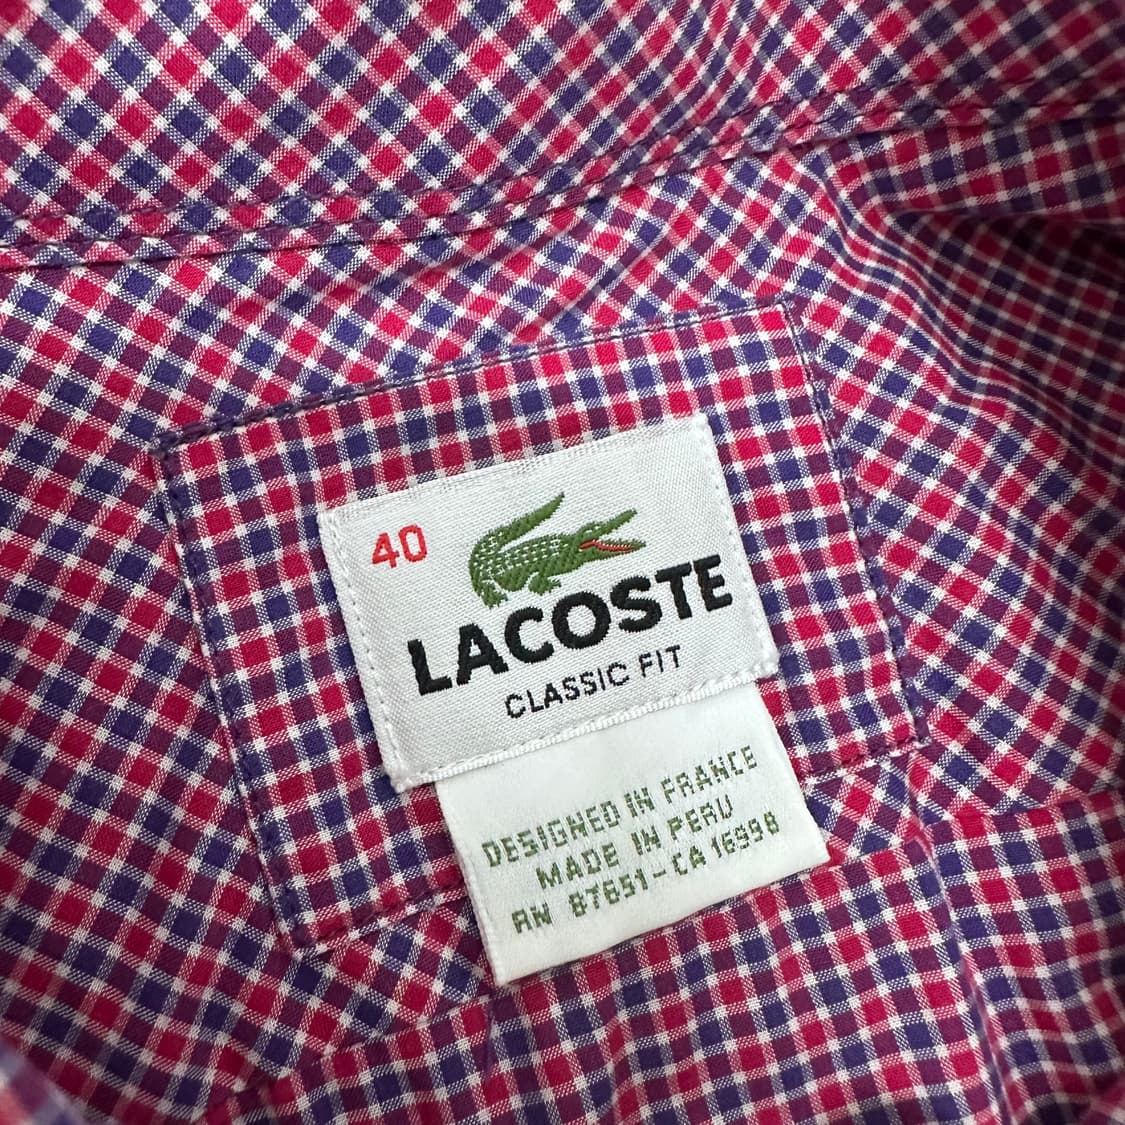 40
LACOSTE
CLASSIC FIT
DESIGNED IN FRANCE
MADE IN PERU
RN 87651-CA 16998